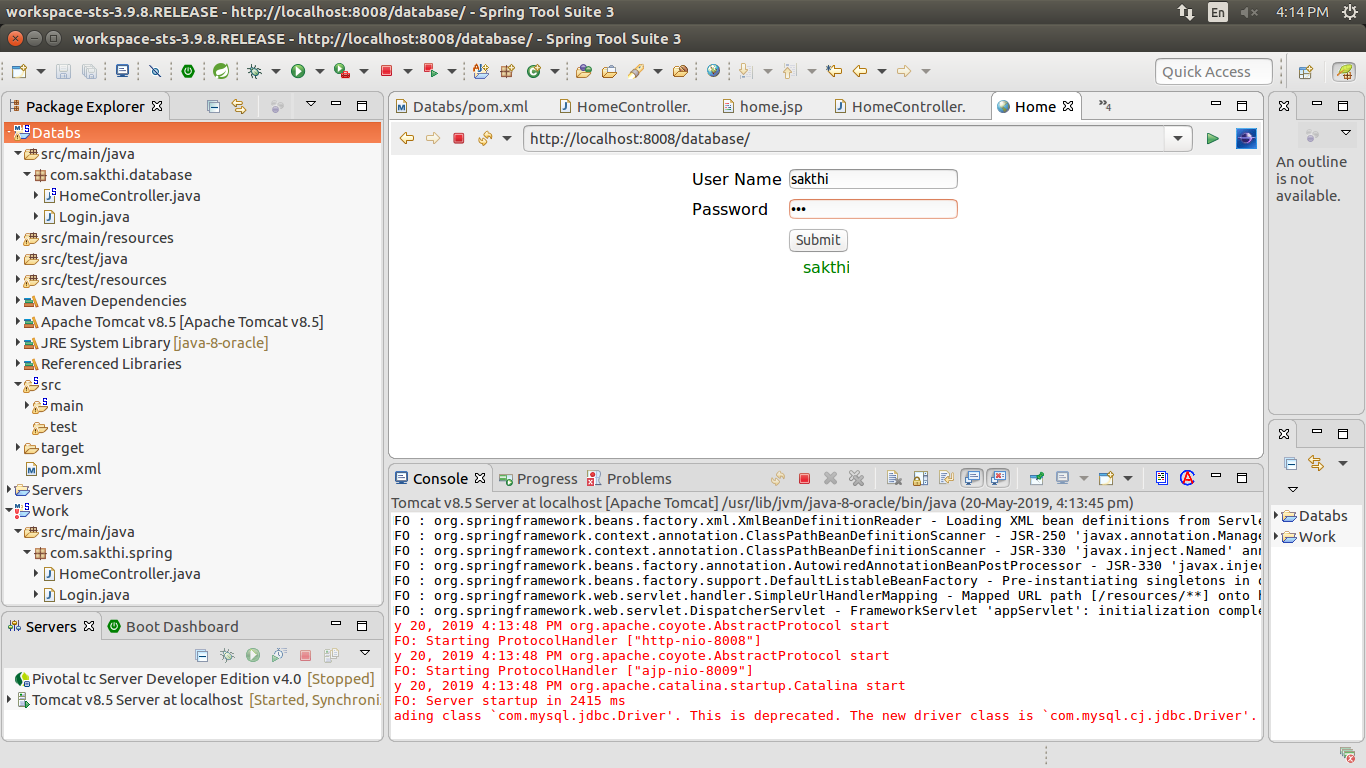 workspace-sts-3.9.8.RELEASE - http://localhost:8008/database/ - Spring Tool Suite 3
En
4:14 PM
workspace-sts-3.9.8.RELEASE - http://localhost:8008/database/ - Spring Tool Suite 3
Quick Access
Package Explorer
Databs
src/main/java
com.sakthi.database
HomeController.java
Login.java
src/main/resources
src/test/java
src/test/resources
Maven Dependencies
Apache Tomcat v8.5 [Apache Tomcat v8.5]
JRE System Library [java-8-oracle]
Referenced Libraries
src
main
test
target
pom.xml
Servers
Work
src/main/java
com.sakthi.spring
HomeController.java
Login.java
Servers
Boot Dashboard
Pivotal tc Server Developer Edition v4.0 [Stopped]
Tomcat v8.5 Server at localhost [Started, Synchroni.
Databs/pom.xml
HomeController.
home.jsp
HomeController.
Home
»4
http://localhost:8008/database/
User Name
sakthi
Password
•••
Submit
sakthi
Console
Progress
Problems
Tomcat v8.5 Server at localhost [Apache Tomcat] /usr/lib/jvm/java-8-oracle/bin/java (20-May-2019, 4:13:45 pm)
FO : org.springframework.beans.factory.xml.XmlBeanDefinitionReader - Loading XML bean definitions from Servle
FO : org.springframework.context.annotation.ClassPathBeanDefinitionScanner - JSR-250 'javax.annotation.Manage
FO : org.springframework.context.annotation.ClassPathBeanDefinitionScanner - JSR-330 'javax.inject.Named' ann
FO : org.springframework.beans.factory.annotation.AutowiredAnnotationBeanPostProcessor - JSR-330 'javax.injec
FO : org.springframework.beans.factory.support.DefaultListableBeanFactory - Pre-instantiating singletons in o
FO : org.springframework.web.servlet.handler.SimpleUrlHandlerMapping - Mapped URL path [/resources/**] onto h
FO : org.springframework.web.servlet.DispatcherServlet - FrameworkServlet 'appServlet': initialization comple
y 20, 2019 4:13:48 PM org.apache.coyote.AbstractProtocol start
FO: Starting ProtocolHandler ["http-nio-8008"]
y 20, 2019 4:13:48 PM org.apache.coyote.AbstractProtocol start
FO: Starting ProtocolHandler ["ajp-nio-8009"]
y 20, 2019 4:13:48 PM org.apache.catalina.startup.Catalina start
FO: Server startup in 2415 ms
ading class `com.mysql.jdbc.Driver'. This is deprecated. The new driver class is `com.mysql.cj.jdbc.Driver'.
An outline
is not
available.
Databs
Work